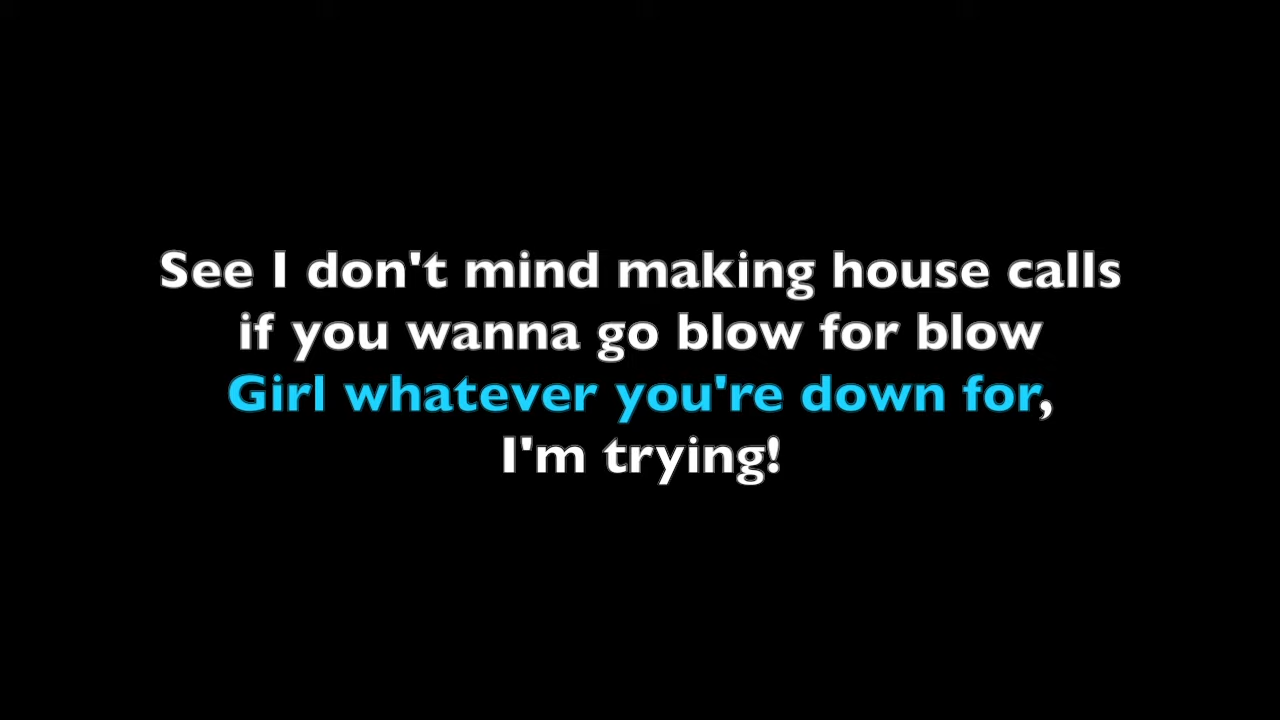 See I don't mind making house calls
if you wanna go blow for blow
Girl whatever you're down for,
I'm trying!